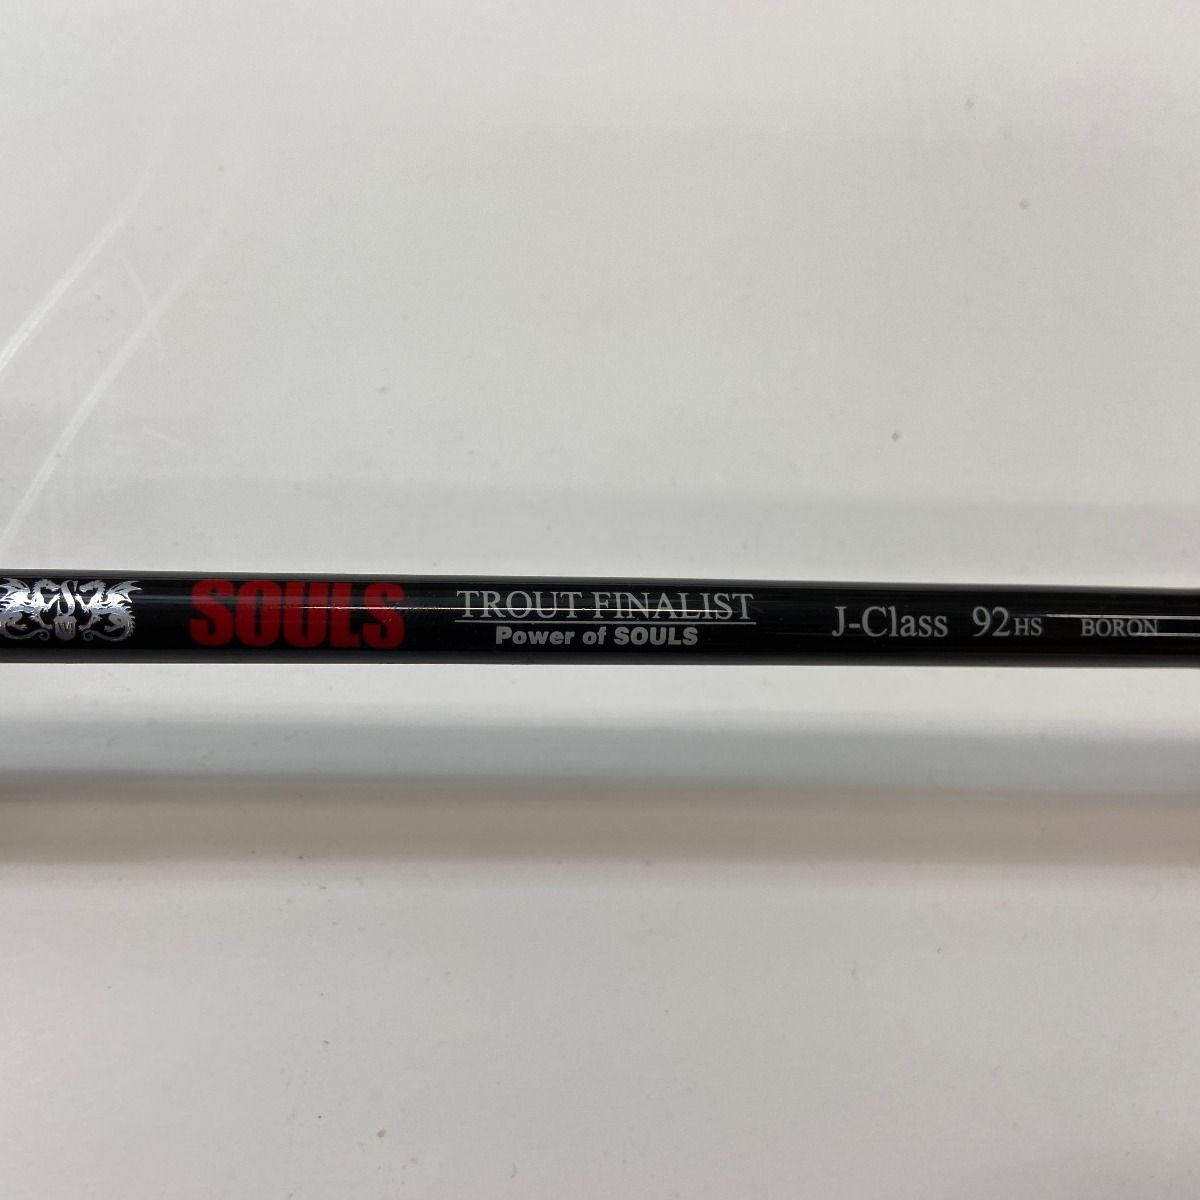 SOULS
TROUT FINALIST
Power of SOULS
J-Class 92HS BORON